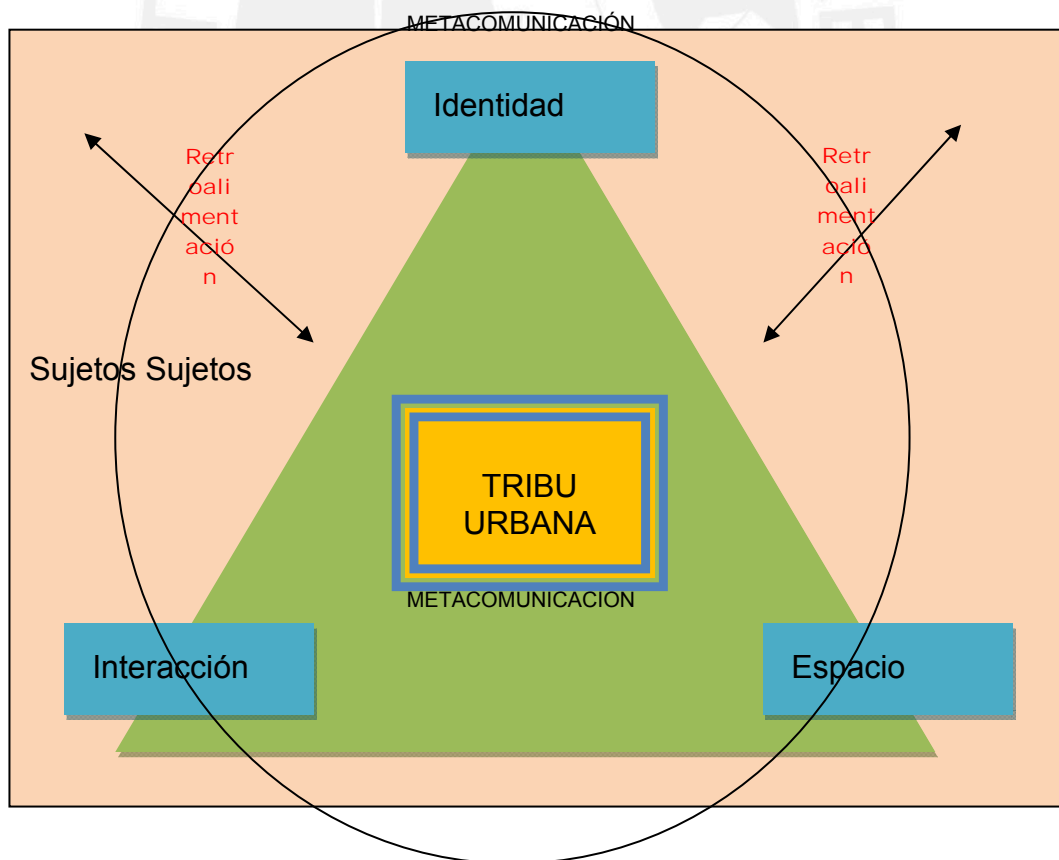 METACOMUNICACIÓN
Identidad
Retr
oali
ment
ació
n
Retr
oali
ment
ació
n
Sujetos Sujetos
TRIBU
URBANA
METACOMUNICACION
Interacción
Espacio